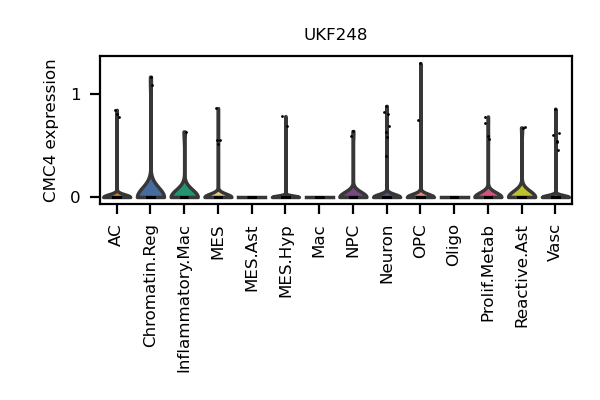 UKF248
CMC4 expression
1
0
AC
Chromatin.Reg
Inflammatory.Mac
MES
MES.Ast
MES.Hyp
Mac
NPC
Neuron
OPC
Oligo
Prolif.Metab
Reactive.Ast
Vasc